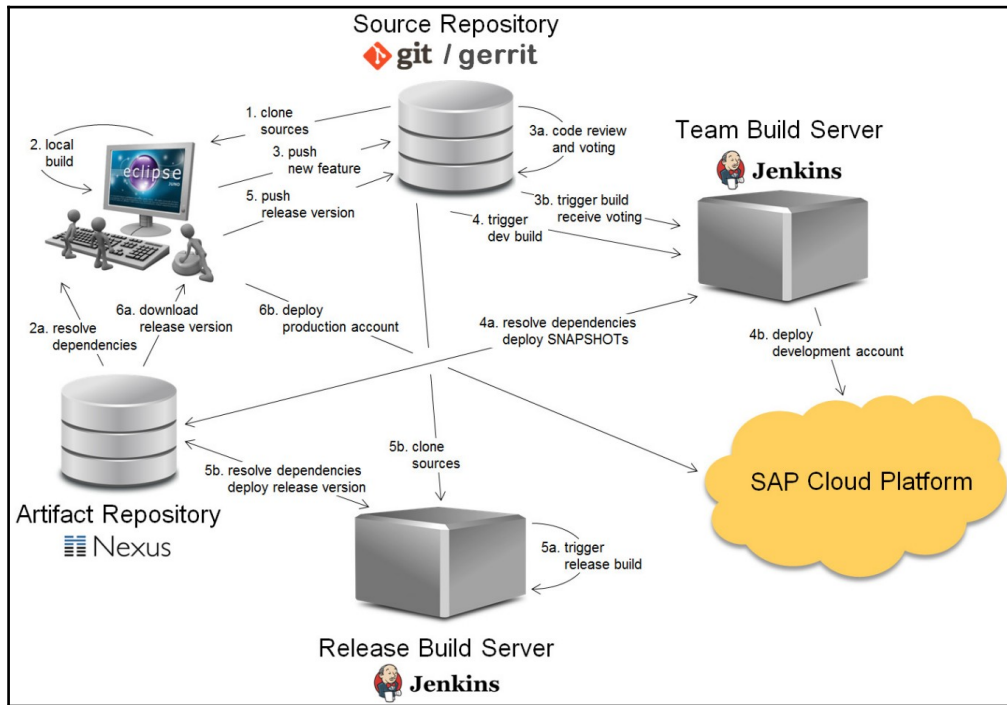 Source Repository
git / gerrit
1. clone
sources
2. local
build
3. push
new feature
3a. code review
and voting
Team Build Server
Jenkins
eclipse
5. push
release version
3b. trigger build
receive voting
4. trigger
dev build
2a. resolve
dependencies
6a. download
release version
6b. deploy
production account
4a. resolve dependencies
deploy SNAPSHOTs
4b. deploy
development account
5b. resolve dependencies
deploy release version
5b. clone
sources
SAP Cloud Platform
Artifact Repository
Nexus
5a. trigger
release build
Release Build Server
Jenkins